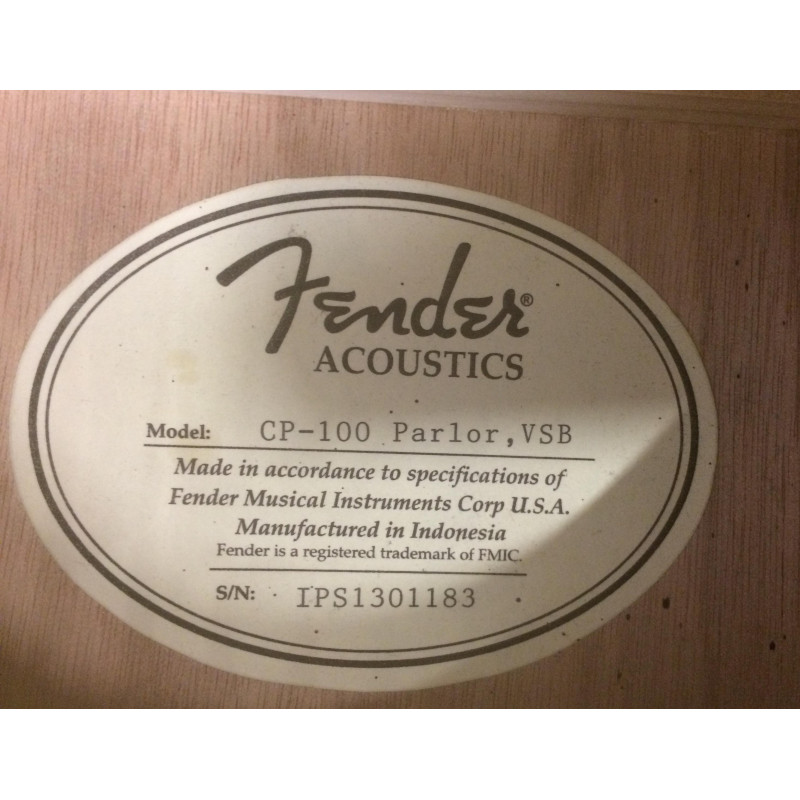 Fender®
ACOUSTICS
Model: CP-100 Parlor,VSB
Made in accordance to specifications of
Fender Musical Instruments Corp U.S.A.
Manufactured in Indonesia
Fender is a registered trademark of FMIC.
S/N: IPS1301183